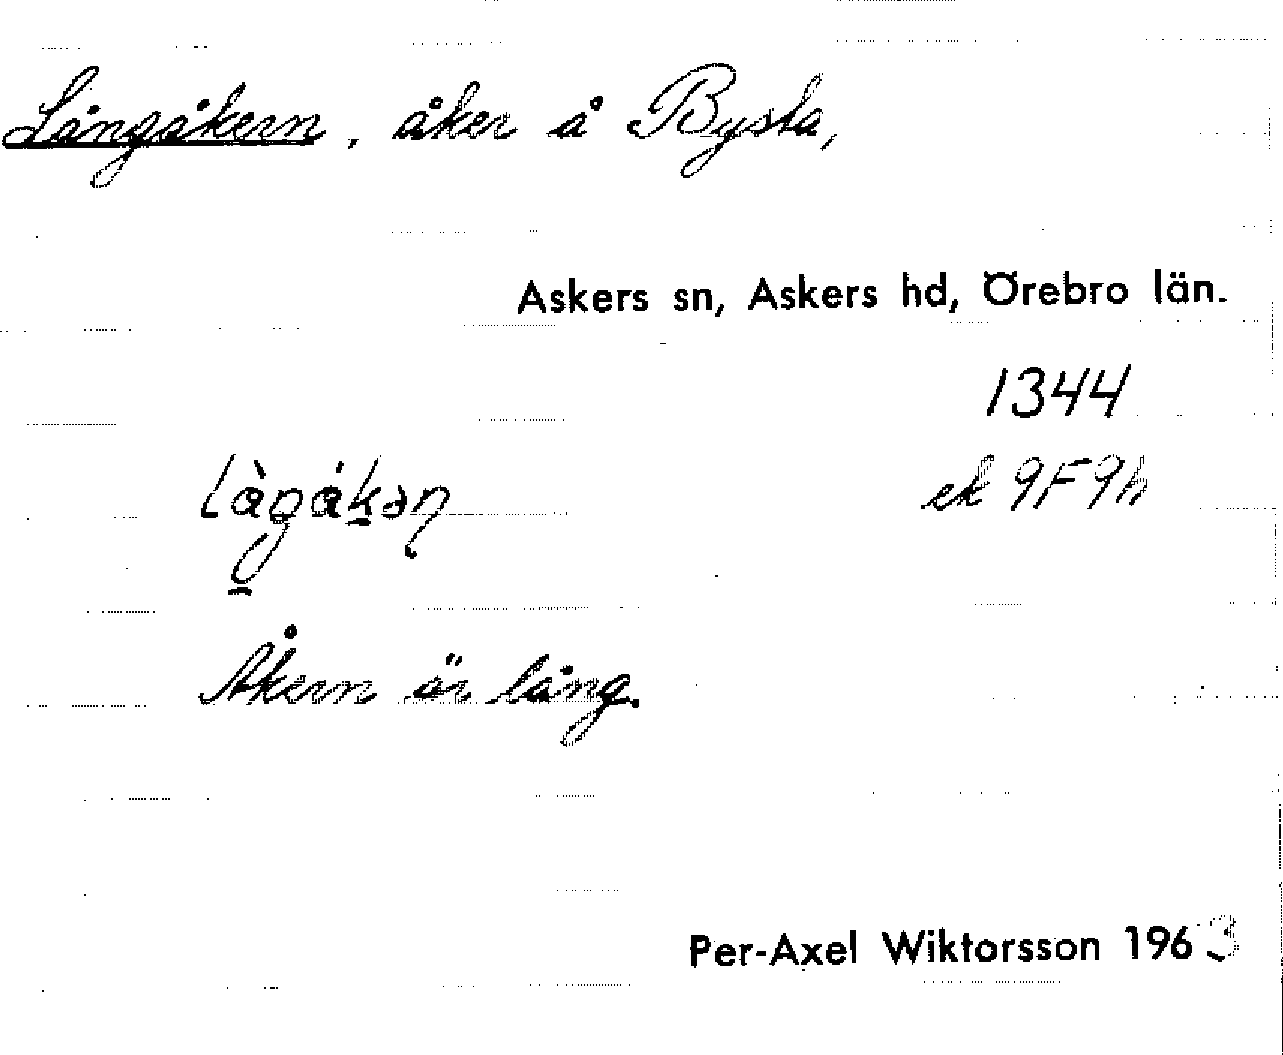 Långåkern, åker å Bysta,
Askers sn, Askers hd, Örebro län.
1344
ek 9F9h
Åkern är lång.
Per-Axel Wiktorsson 1963